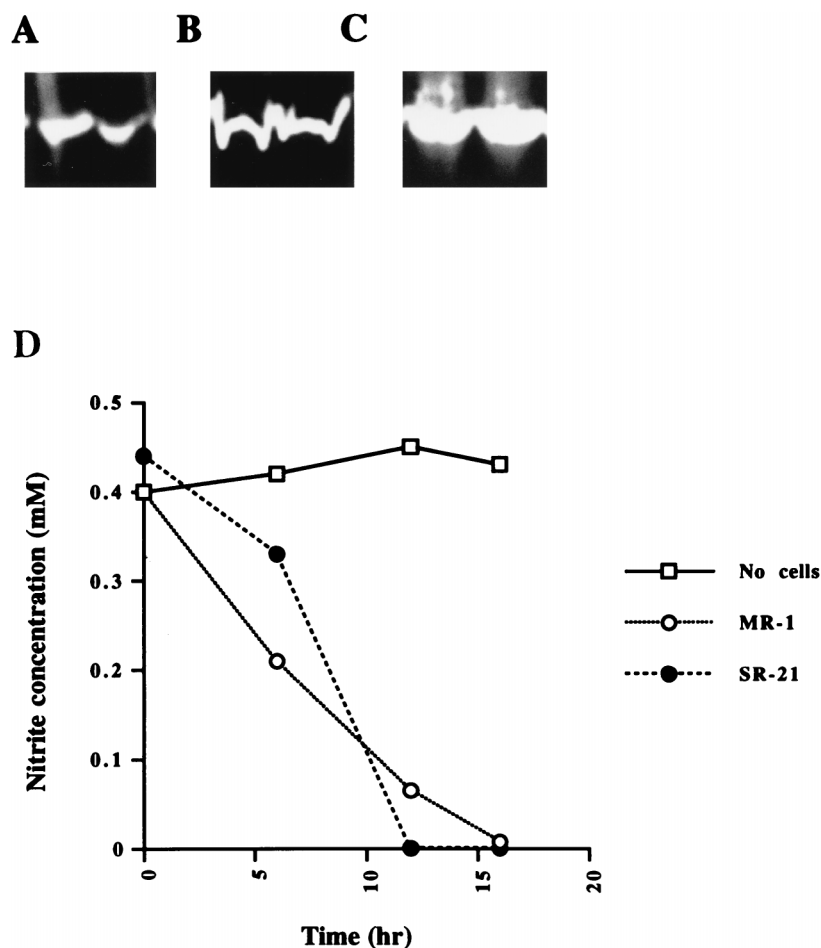 A B C
D
0.5
0.4
0.3
0.2
0.1
0
0 5 10 15 20
Nitrite concentration (mM)
Time (hr)
No cells
MR-1
SR-21